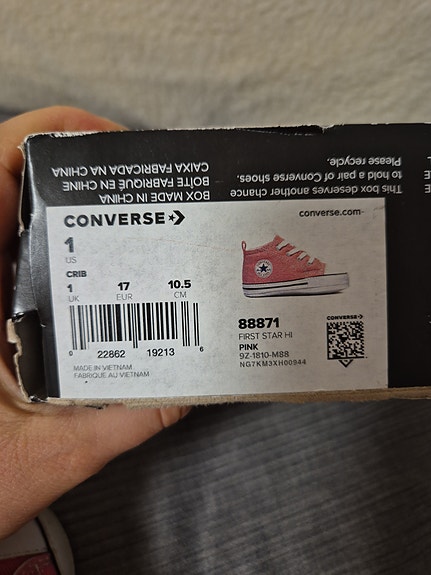 This box deserves another chance
to hold a pair of Converse shoes.
Please recycle.
BOX MADE IN CHINA
BOÎTE FABRIQUÉ EN CHINE
CAIXA FABRICADA NA CHINA
CONVERSE
converse.com
1
US
CRIB
1 17 10.5
UK EUR CM
0 22862 19213 6
MADE IN VIETNAM
FABRIQUE AU VIETNAM
88871
FIRST STAR HI
PINK
9Z-1810-M88
NG7KM3XH00944